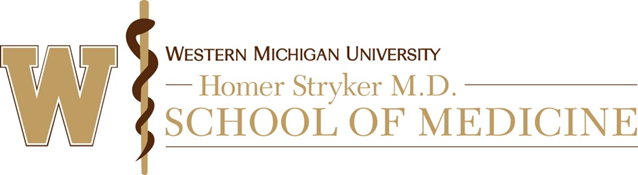 W
WESTERN MICHIGAN UNIVERSITY
Homer Stryker M.D.
SCHOOL OF MEDICINE